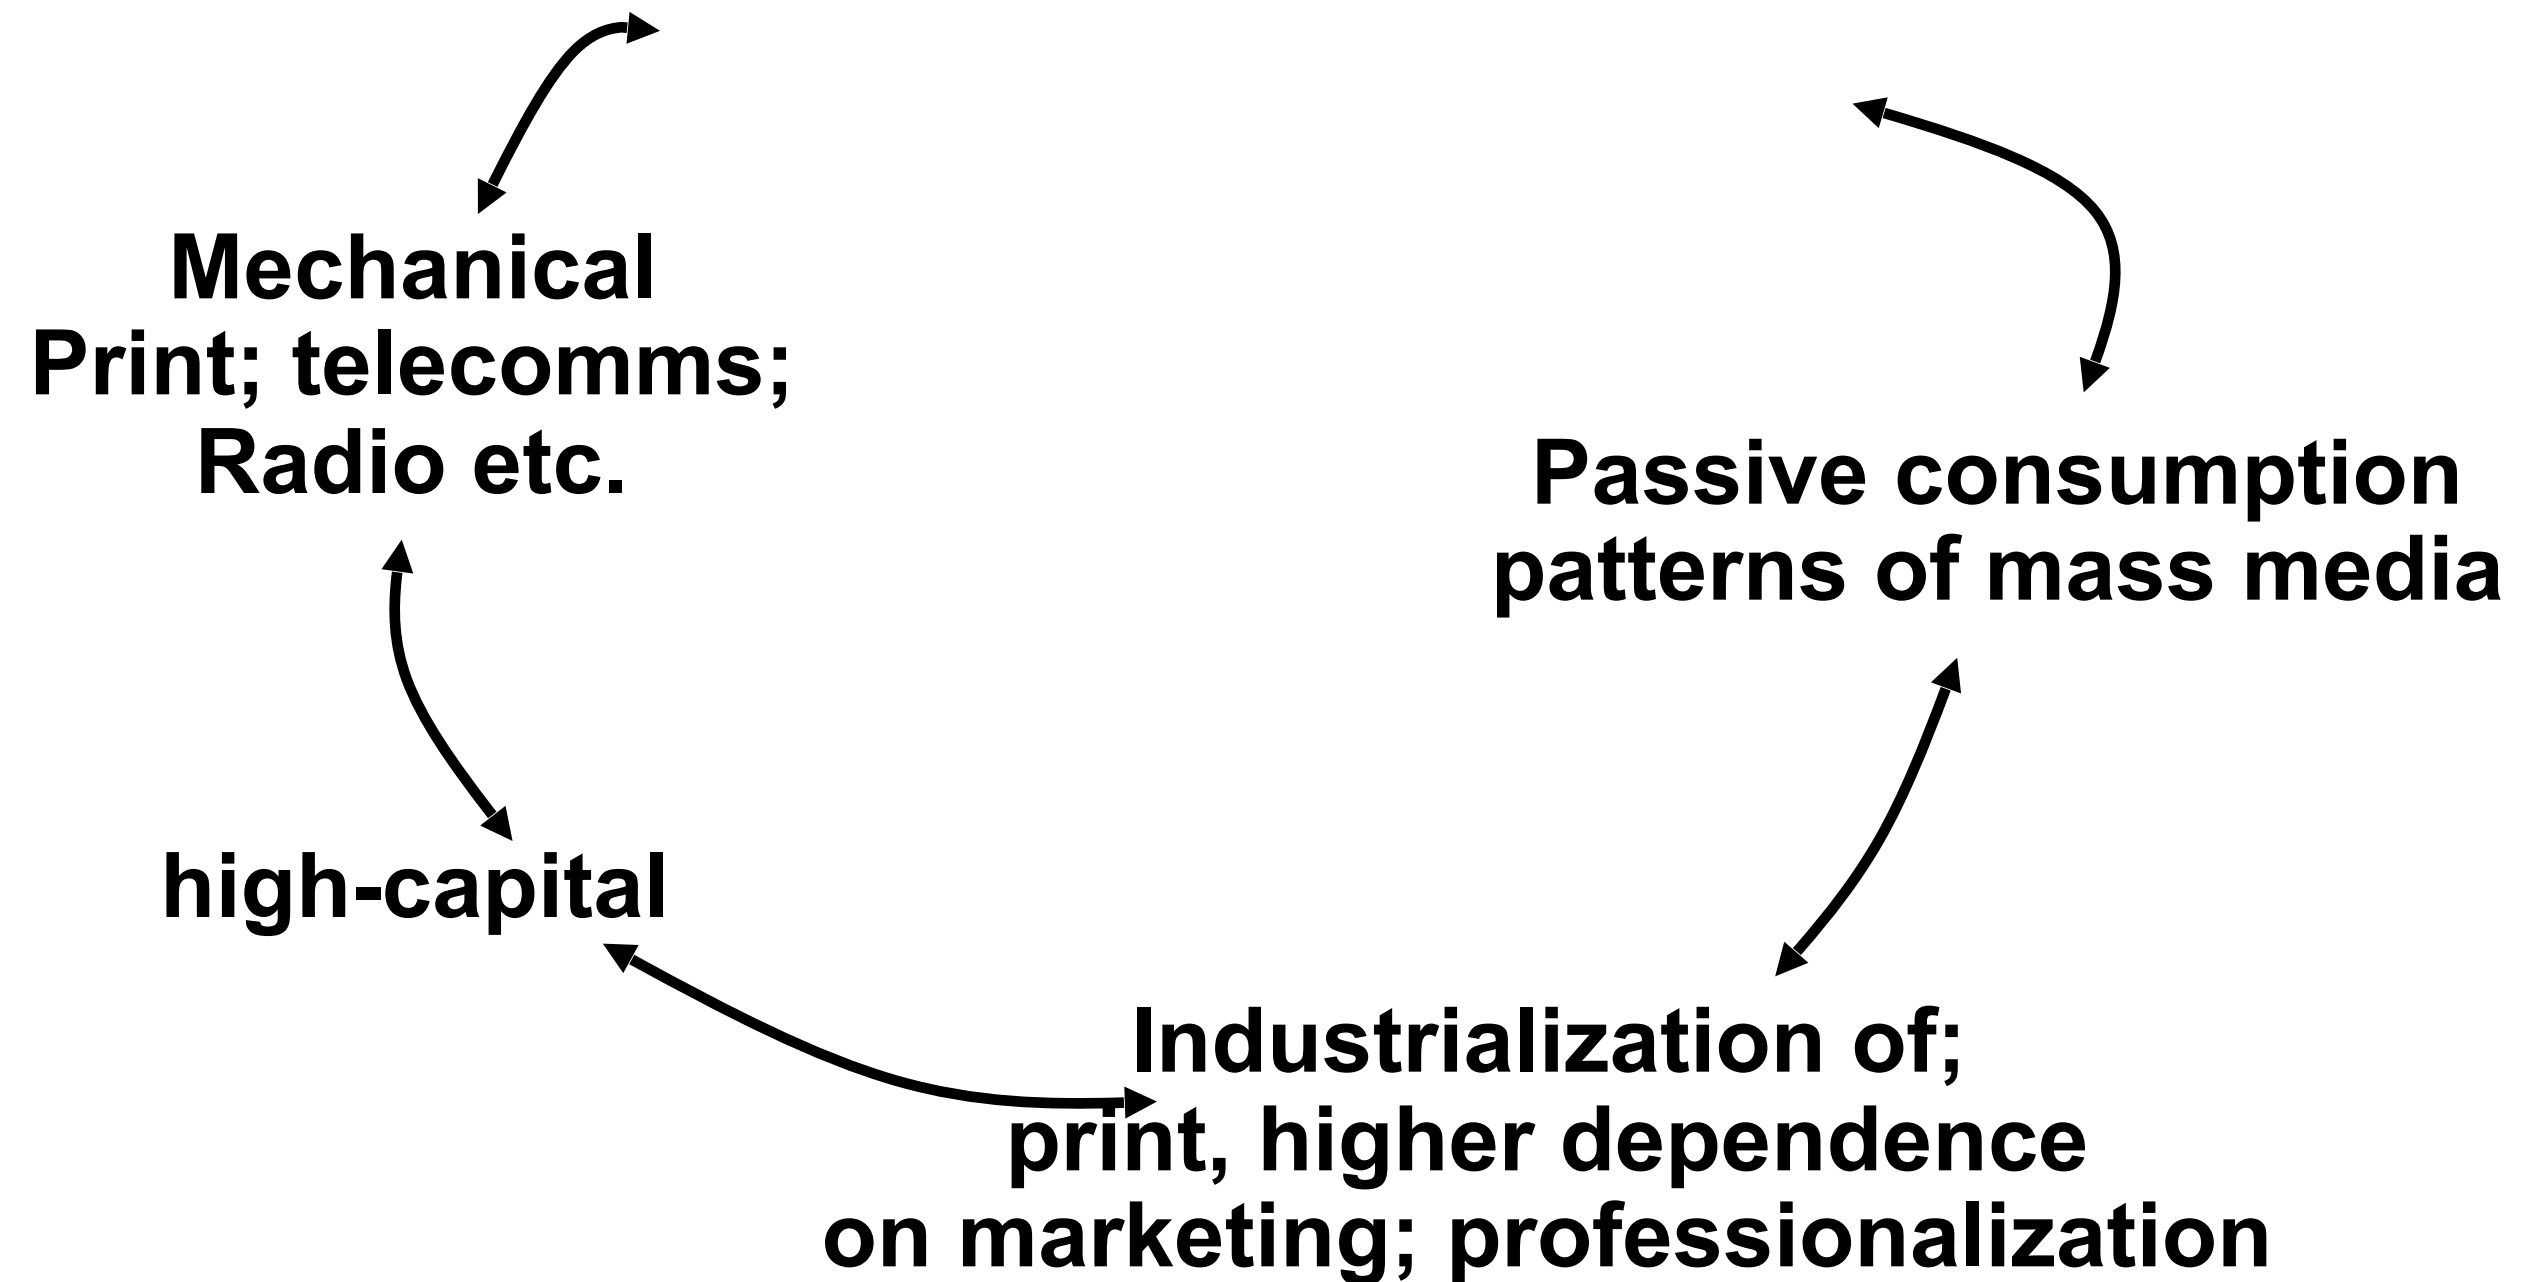 Mechanical
Print; telecomms;
Radio etc.
Passive consumption
patterns of mass media
high-capital
Industrialization of;
print, higher dependence
on marketing; professionalization